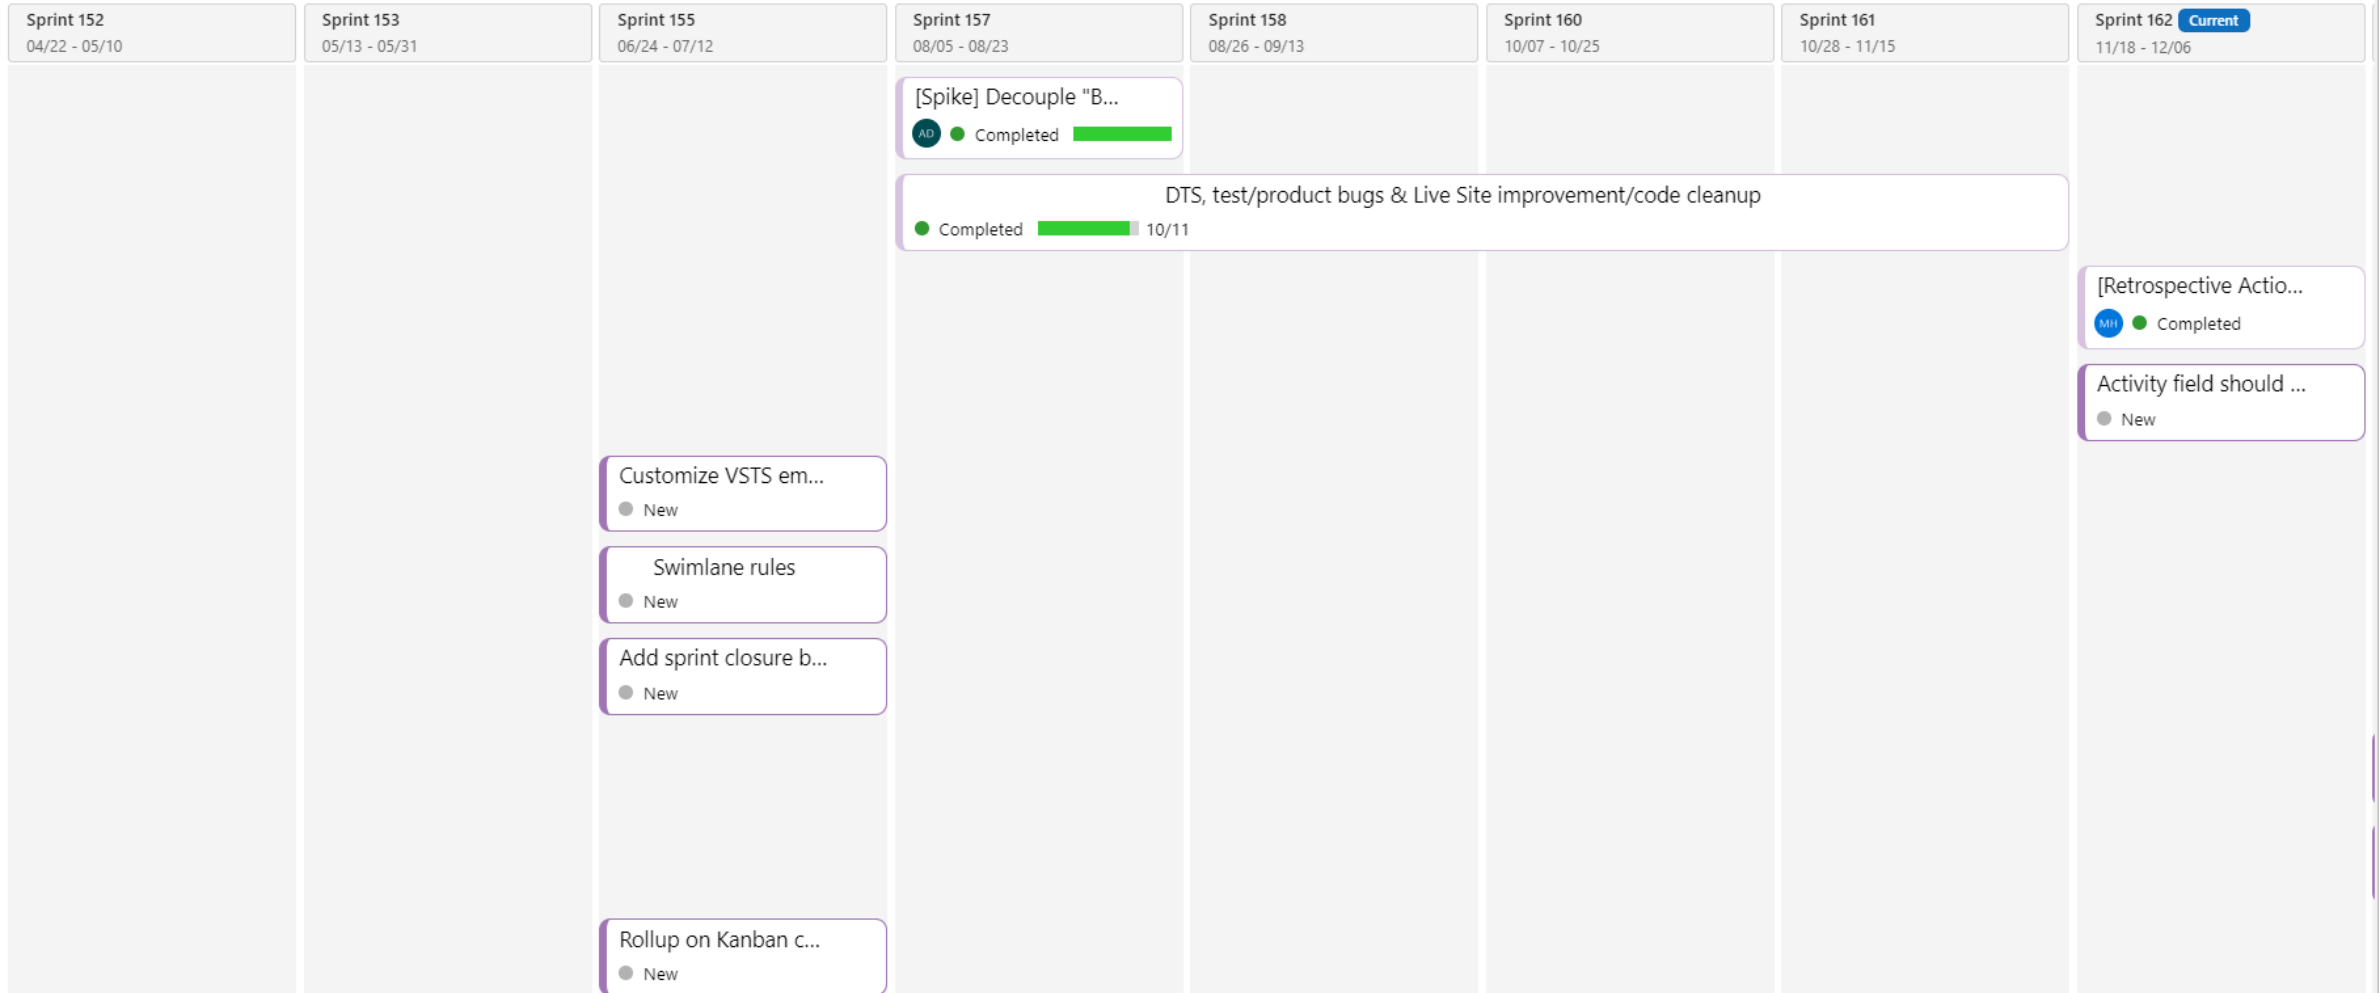 Sprint 152
04/22 - 05/10
Sprint 153
05/13 - 05/31
Sprint 155
06/24 - 07/12
Sprint 157
08/05 - 08/23
Sprint 158
08/26 - 09/13
Sprint 160
10/07 - 10/25
Sprint 161
10/28 - 11/15
Sprint 162 Current
11/18 - 12/06
[Spike] Decouple "B...
AD Completed
DTS, test/product bugs & Live Site improvement/code cleanup
Completed 10/11
[Retrospective Actio...
MH Completed
Activity field should ...
New
Customize VSTS em...
New
Swimlane rules
New
Add sprint closure b...
New
Rollup on Kanban c...
New